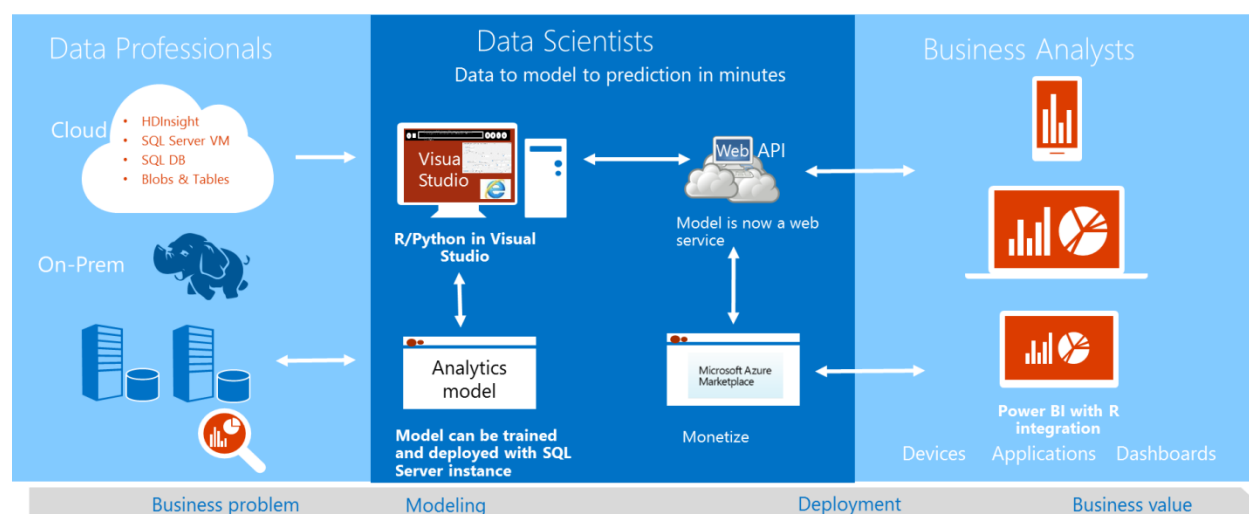 Data Professionals
Cloud
• HDInsight
• SQL Server VM
• SQL DB
• Blobs & Tables
On-Prem
Data Scientists
Data to model to prediction in minutes
Visua
Studio
R/Python in Visual
Studio
Web API
Model is now a web
service
Analytics
model
Model can be trained
and deployed with SQL
Server instance
Microsoft Azure
Marketplace
Monetize
Business Analysts
Power BI with R
integration
Devices Applications Dashboards
Business problem Modeling Deployment Business value